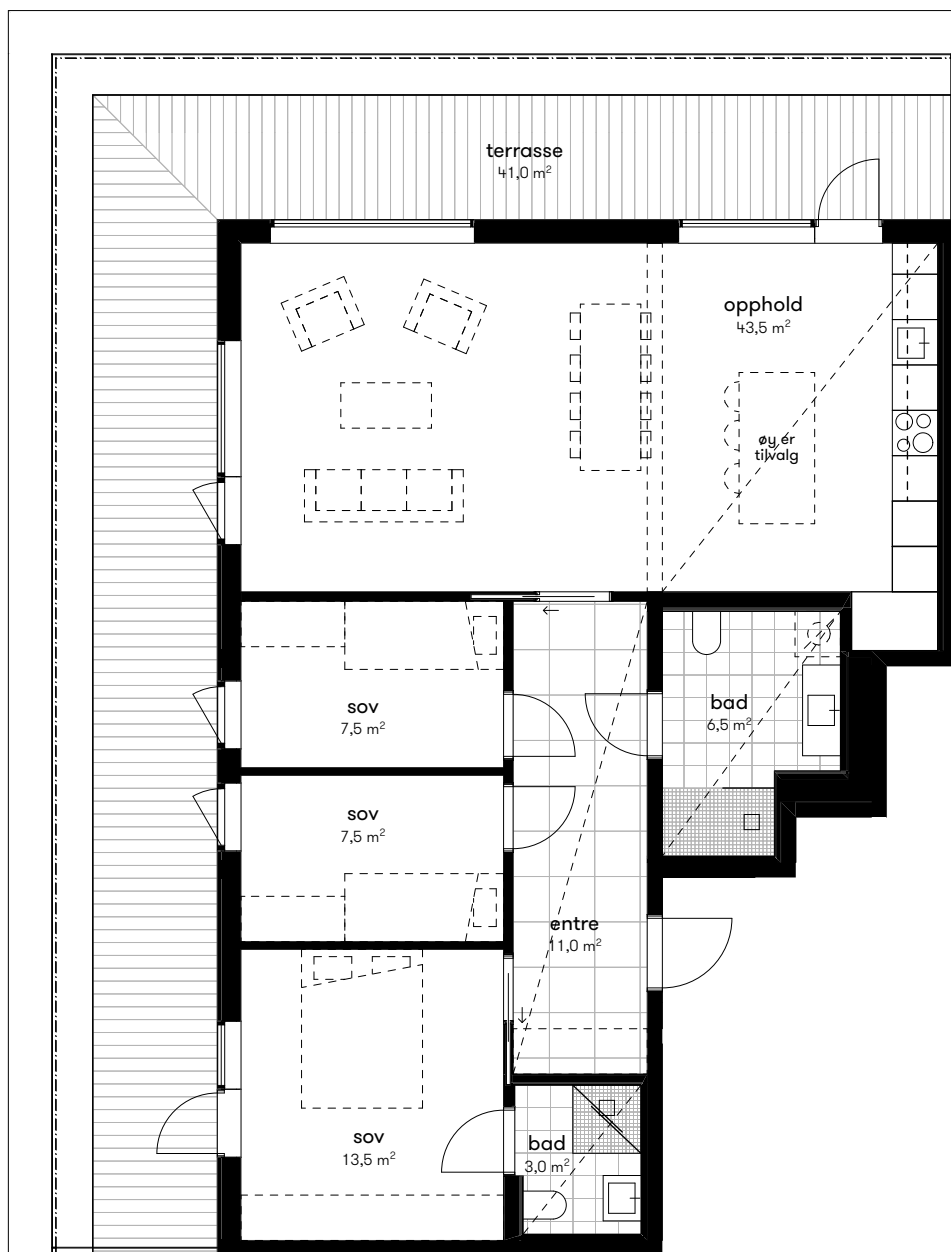 terrasse
41,0 m²
opphold
43,5 m²
øy er
tilvalg
sov
7,5 m²
bad
6,5 m²
sov
7,5 m²
entre
11,0 m²
sov
13,5 m²
bad
3,0 m²